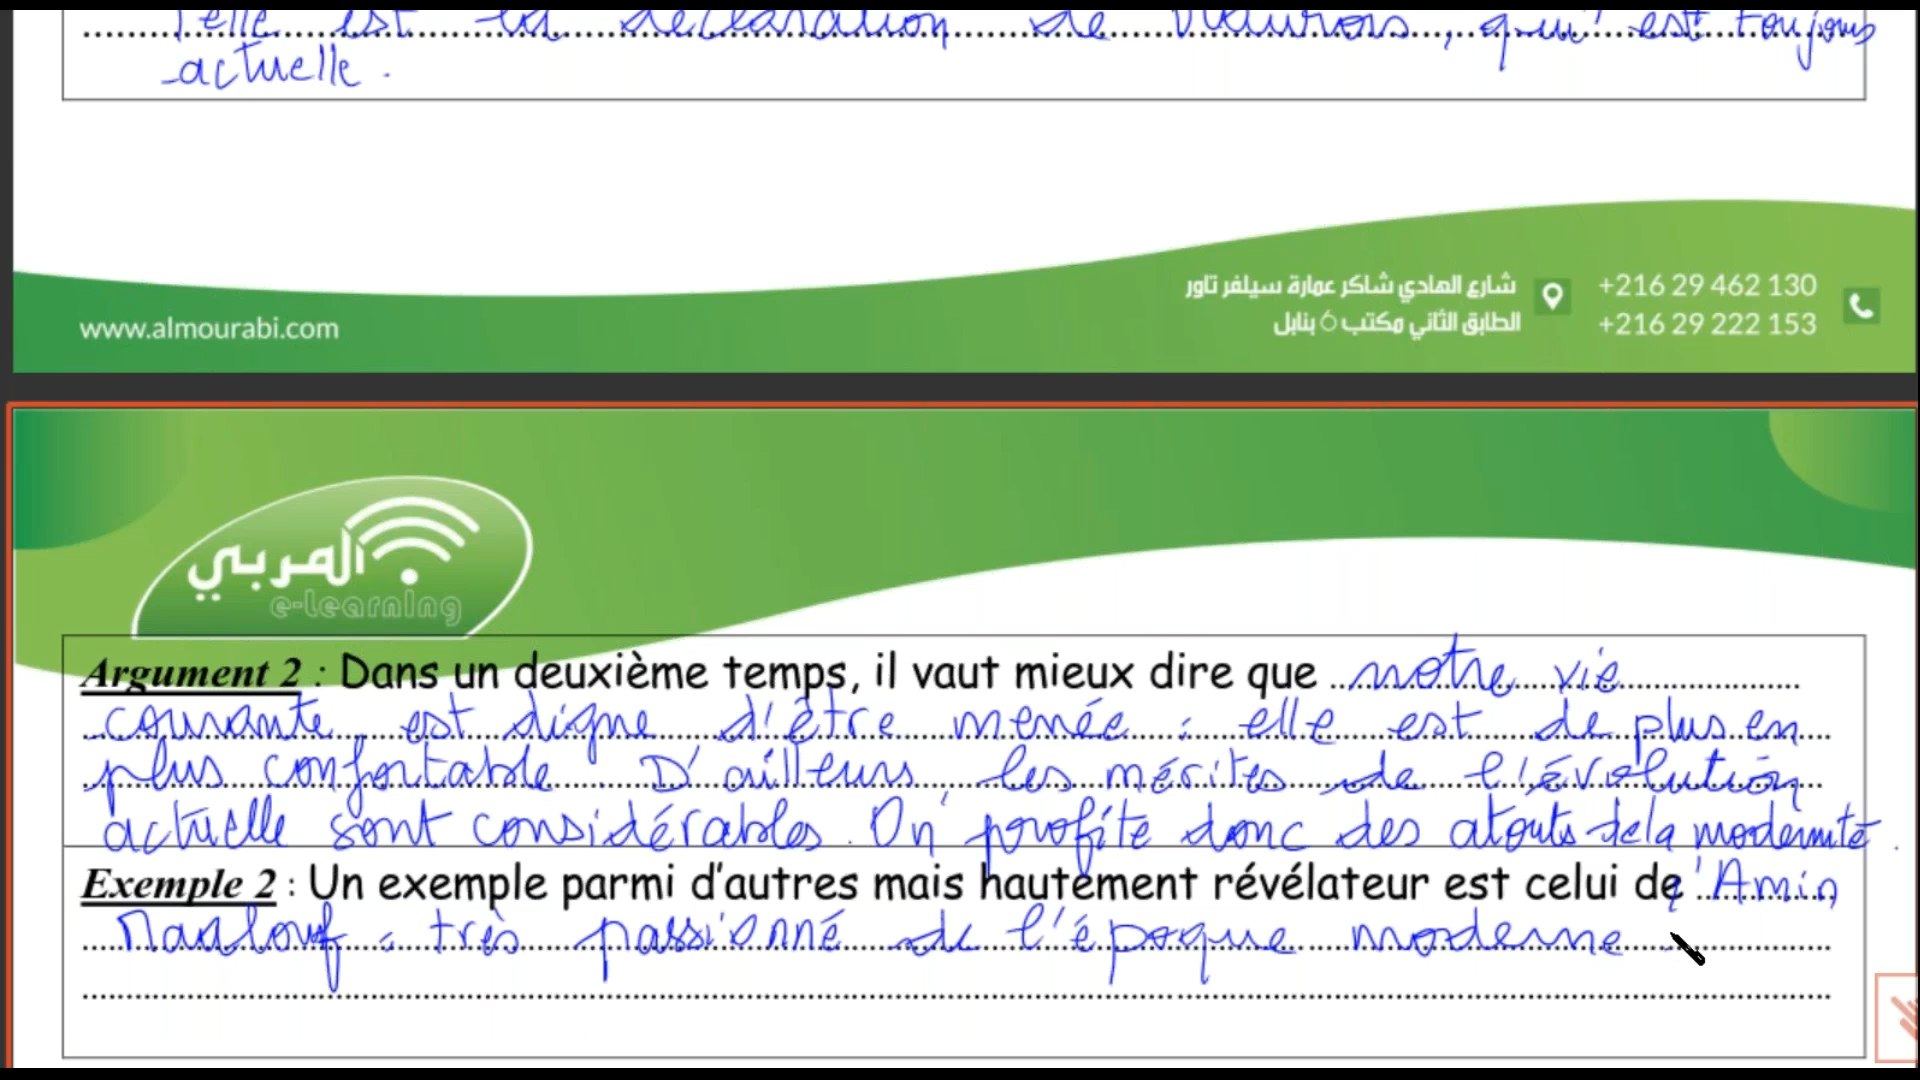 Telle est la déclaration de Maurois, qui est toujours
actuelle.
شارع الهادي شاكر عمارة سيلفر تاور
+216 29 462 130
www.almourabi.com
الطابق الثاني مكتب 6 بنابل
+216 29 222 153
المربي
e-Learning
Argument 2 : Dans un deuxième temps, il vaut mieux dire que notre vie
courante est digne d'être menée : elle est de plus en
plus confortable. D'ailleurs, les mérites de l'évolution
actuelle sont considérables. On profite donc des atouts de la modernité.
Exemple 2 : Un exemple parmi d'autres mais hautement révélateur est celui de d'Amin
Maalouf : très passionné de l'époque moderne